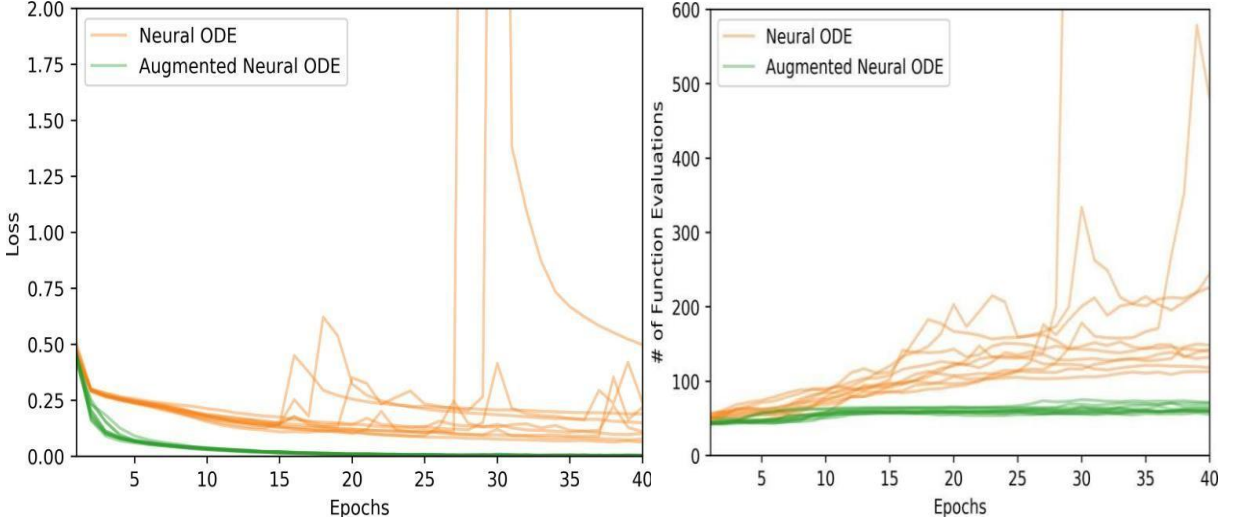 2.00
1.75
1.50
1.25
1.00
0.75
0.50
0.25
0.00
Loss
Neural ODE
Augmented Neural ODE
5 10 15 20 25 30 35 40
Epochs
600
500
400
300
200
100
0
# of Function Evaluations
Neural ODE
Augmented Neural ODE
5 10 15 20 25 30 35 40
Epochs